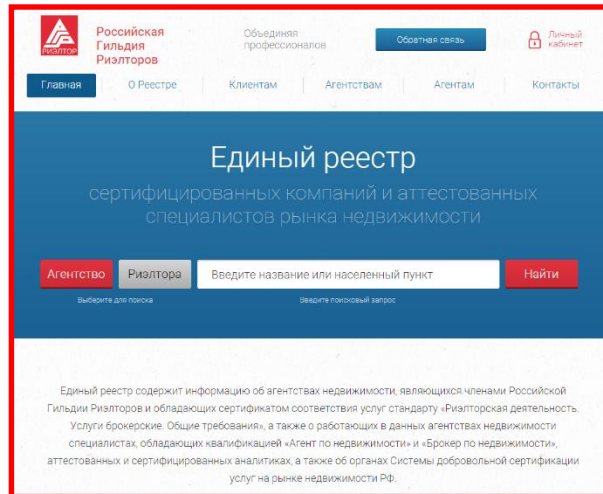 РИЭЛТОР
Российская
Гильдия
Риэлторов
Объединяя
профессионалов
Обратная связь
Личный
кабинет
Главная О Реестре Клиентам Агентствам Агентам Контакты
Единый реестр
сертифицированных компаний и аттестованных
специалистов рынка недвижимости
Агентство Риэлтора Введите название или населенный пункт Найти
Выберите для поиска Введите поисковый запрос
Единый реестр содержит информацию об агентствах недвижимости, являющихся членами Российской
Гильдии Риэлторов и обладающих сертификатом соответствия услуг стандарту «Риэлторская деятельность.
Услуги брокерские. Общие требования», а также о работающих в данных агентствах недвижимости
специалистах, обладающих квалификацией «Агент по недвижимости» и «Брокер по недвижимости»,
аттестованных и сертифицированных аналитиках, а также об органах Системы добровольной сертификации
услуг на рынке недвижимости РФ.